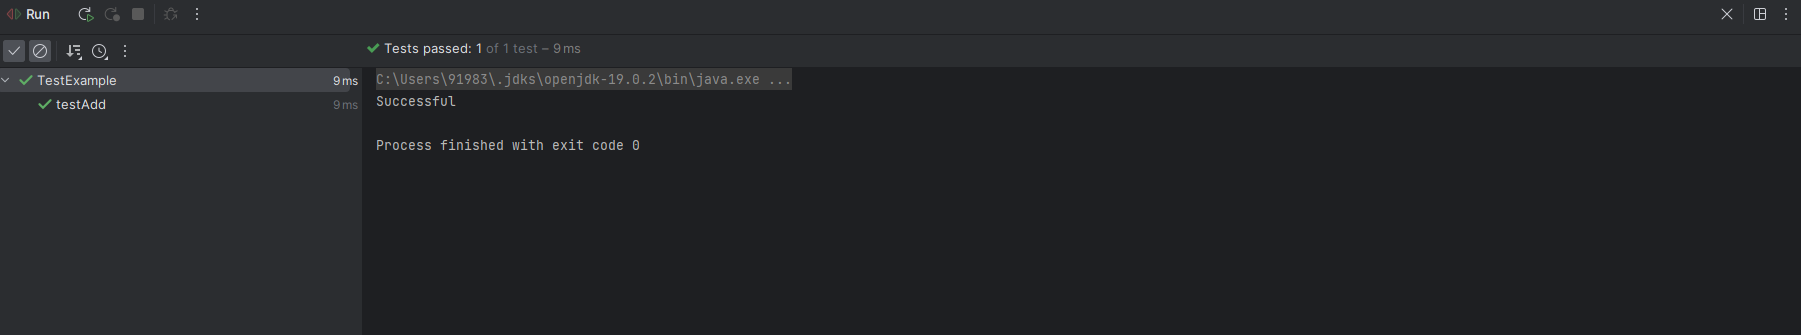 Run
Tests passed: 1 of 1 test – 9 ms
TestExample 9 ms
testAdd 9 ms
C:\Users\91983\.jdks\openjdk-19.0.2\bin\java.exe ...
Successful
Process finished with exit code 0